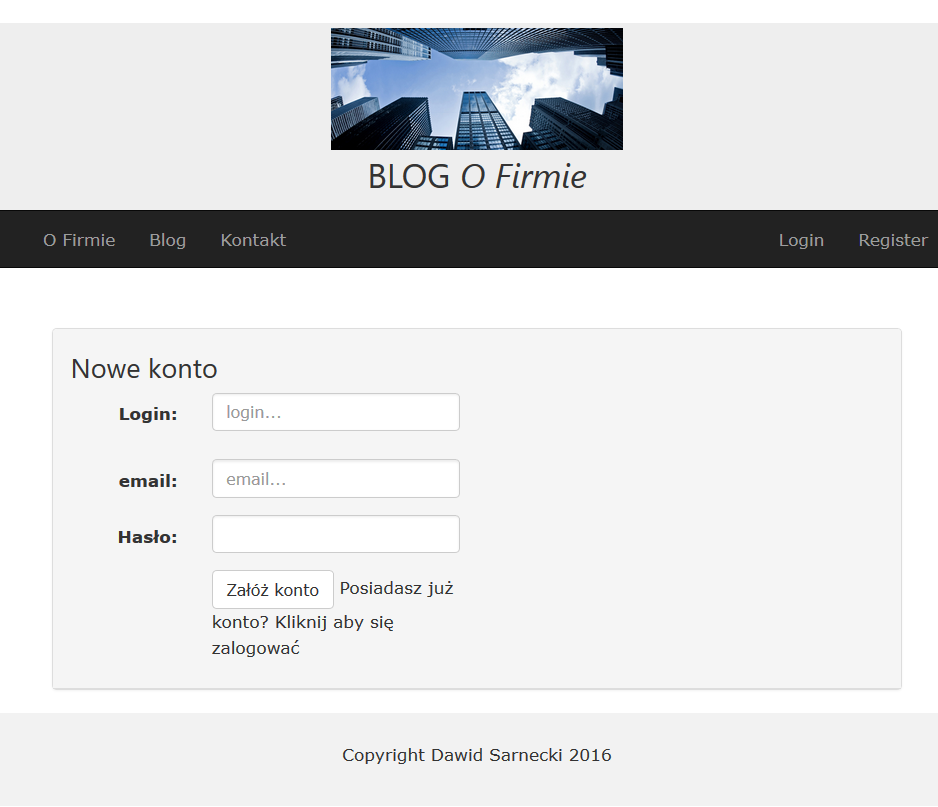 BLOG O Firmie
O Firmie Blog Kontakt Login Register
Nowe konto
Login: login...
email: email...
Hasło:
Załóż konto Posiadasz już
konto? Kliknij aby się
zalogować
Copyright Dawid Sarnecki 2016